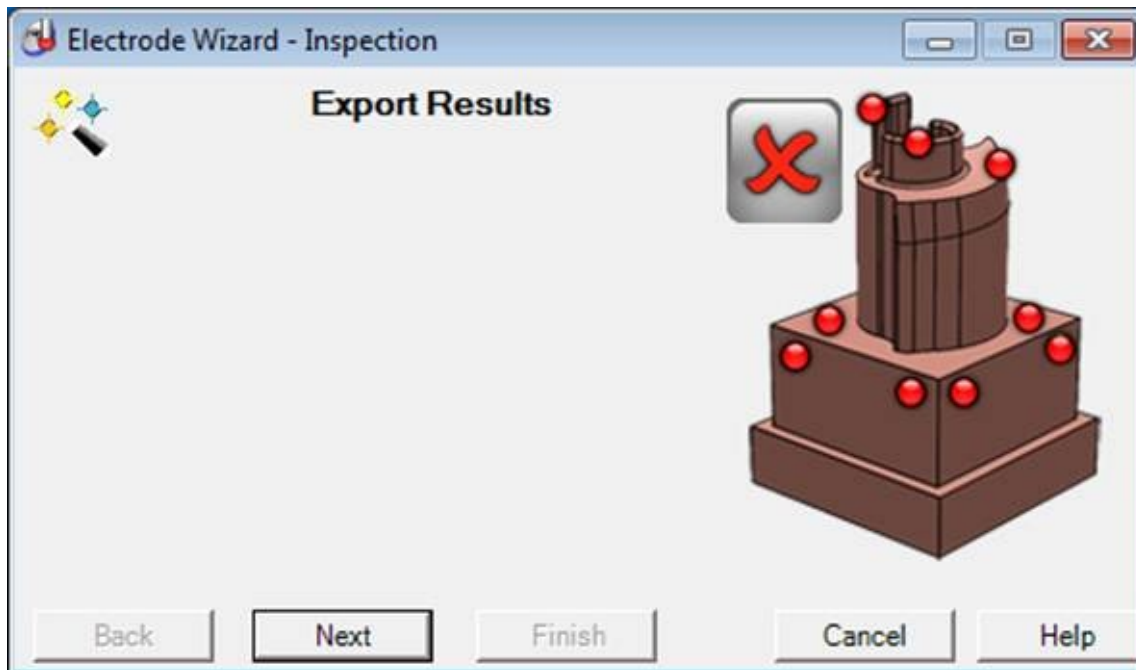 Electrode Wizard - Inspection
Export Results
Back
Next
Finish
Cancel
Help